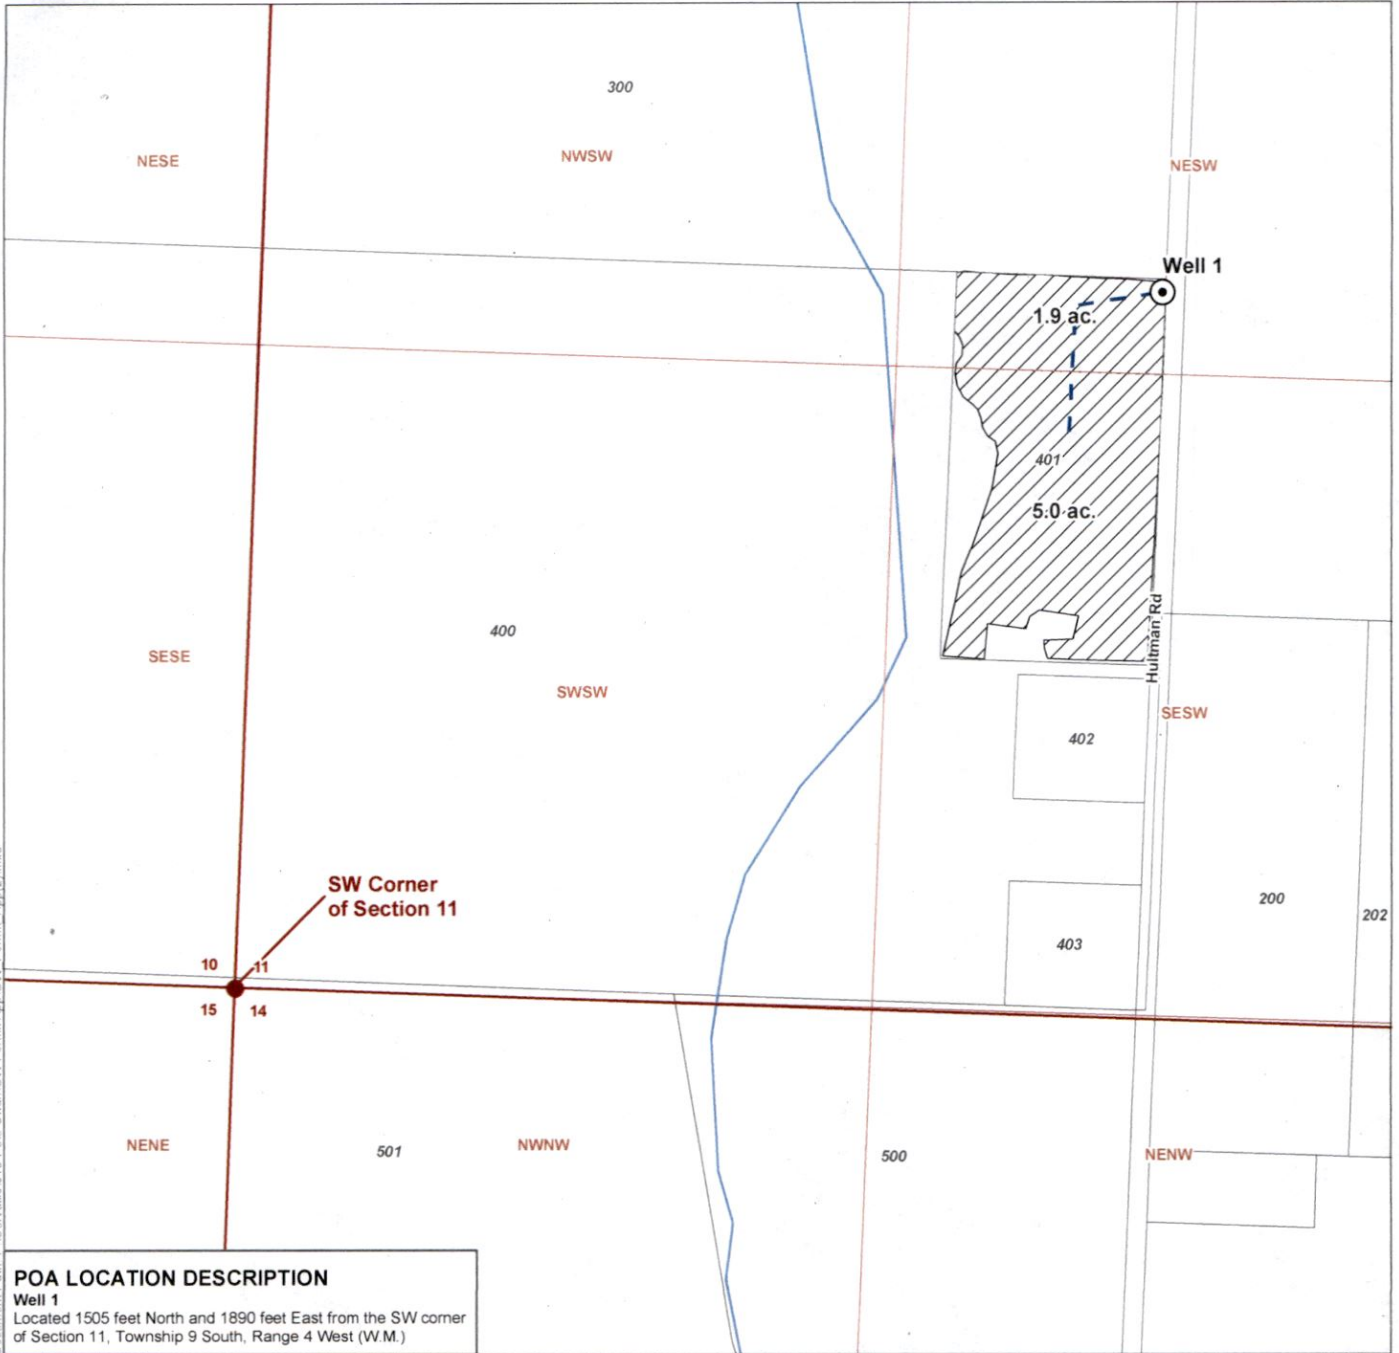 300
NESE
NWSW
NESW
Well 1
1.9 ac.
401
5.0 ac.
Hultman Rd
400
SESE
SWSW
SESW
402
SW Corner
of Section 11
200
202
403
10
11
15
14
NENE
501
NWNW
500
NENW
POA LOCATION DESCRIPTION
Well 1
Located 1505 feet North and 1890 feet East from the SW corner
of Section 11, Township 9 South, Range 4 West (W.M.)